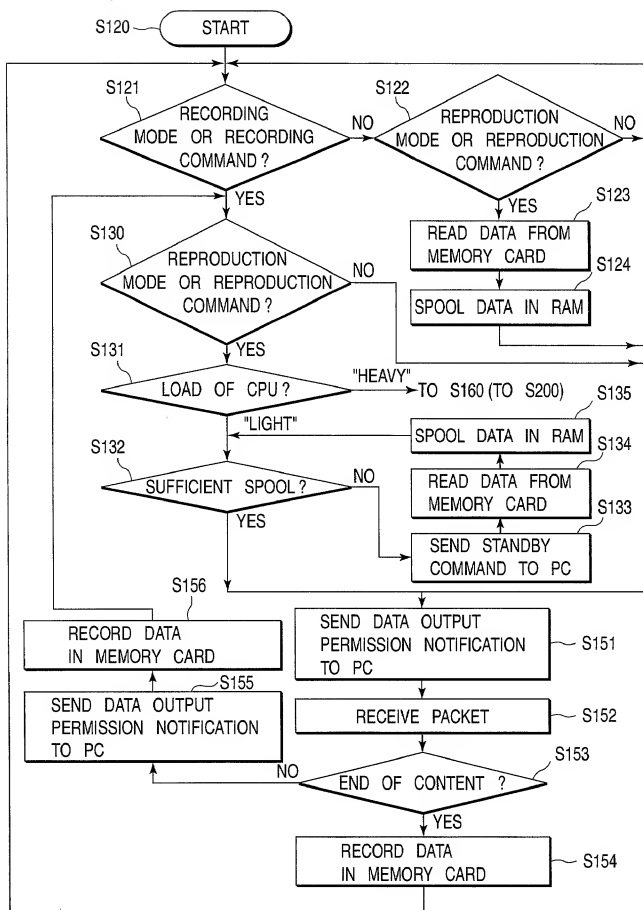 S120
START
S121
RECORDING
MODE OR RECORDING
COMMAND?
NO
YES
S122
REPRODUCTION
MODE OR REPRODUCTION
COMMAND?
NO
YES
S123
READ DATA FROM
MEMORY CARD
S124
SPOOL DATA IN RAM
S130
REPRODUCTION
MODE OR REPRODUCTION
COMMAND?
NO
YES
S131
LOAD OF CPU?
"HEAVY"
TO S160 (TO S200)
"LIGHT"
S135
SPOOL DATA IN RAM
S134
READ DATA FROM
MEMORY CARD
S132
SUFFICIENT SPOOL?
NO
YES
S133
SEND STANDBY
COMMAND TO PC
S156
RECORD DATA
IN MEMORY CARD
SEND DATA OUTPUT
PERMISSION NOTIFICATION
TO PC
S151
S155
SEND DATA OUTPUT
PERMISSION NOTIFICATION
TO PC
RECEIVE PACKET
S152
S153
END OF CONTENT?
NO
YES
RECORD DATA
IN MEMORY CARD
S154